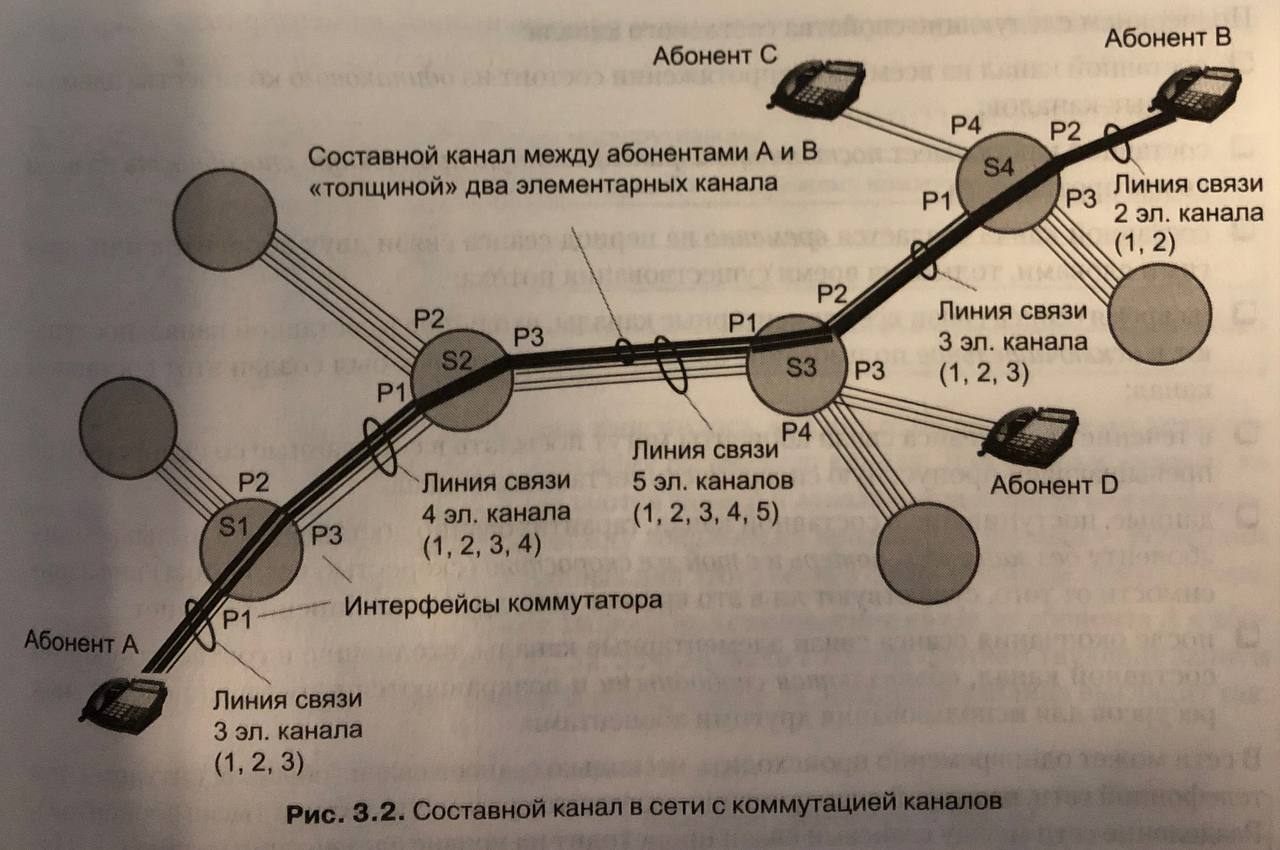 Абонент C
Абонент B
Составной канал между абонентами A и B
«толщиной» два элементарных канала
P4
P2
S4
P1
P3
Линия связи
2 эл. канала
(1, 2)
P2
Линия связи
3 эл. канала
(1, 2, 3)
P2
P3
P1
S2
S3
P3
P1
P4
Линия связи
5 эл. каналов
(1, 2, 3, 4, 5)
Абонент D
Линия связи
4 эл. канала
(1, 2, 3, 4)
P2
S1
P3
P1
Интерфейсы коммутатора
Абонент A
Линия связи
3 эл. канала
(1, 2, 3)
Рис. 3.2. Составной канал в сети с коммутацией каналов